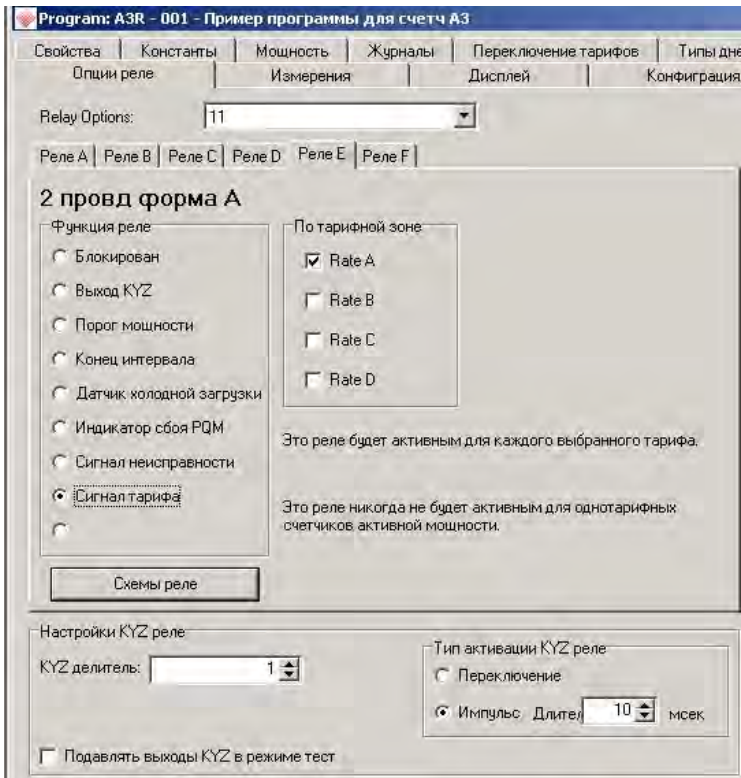 Program: A3R - 001 - Пример программы для счетч А3
Свойства Константы Мощность Журналы Переключение тарифов Типы дне
Опции реле Измерения Дисплей Конфиграция
Relay Options: 11
Реле A Реле B Реле C Реле D Реле E Реле F
2 провд форма А
Функция реле
Блокирован
Выход KYZ
Порог мощности
Конец интервала
Датчик холодной загрузки
Индикатор сбоя PQM
Сигнал неисправности
Сигнал тарифа
По тарифной зоне
Rate A
Rate B
Rate C
Rate D
Это реле будет активным для каждого выбранного тарифа.
Это реле никогда не будет активным для однотарифных
счетчиков активной мощности.
Схемы реле
Настройки KYZ реле
KYZ делитель: 1
Тип активации KYZ реле
Переключение
Импульс Длител 10 мсек
Подавлять выходы KYZ в режиме тест